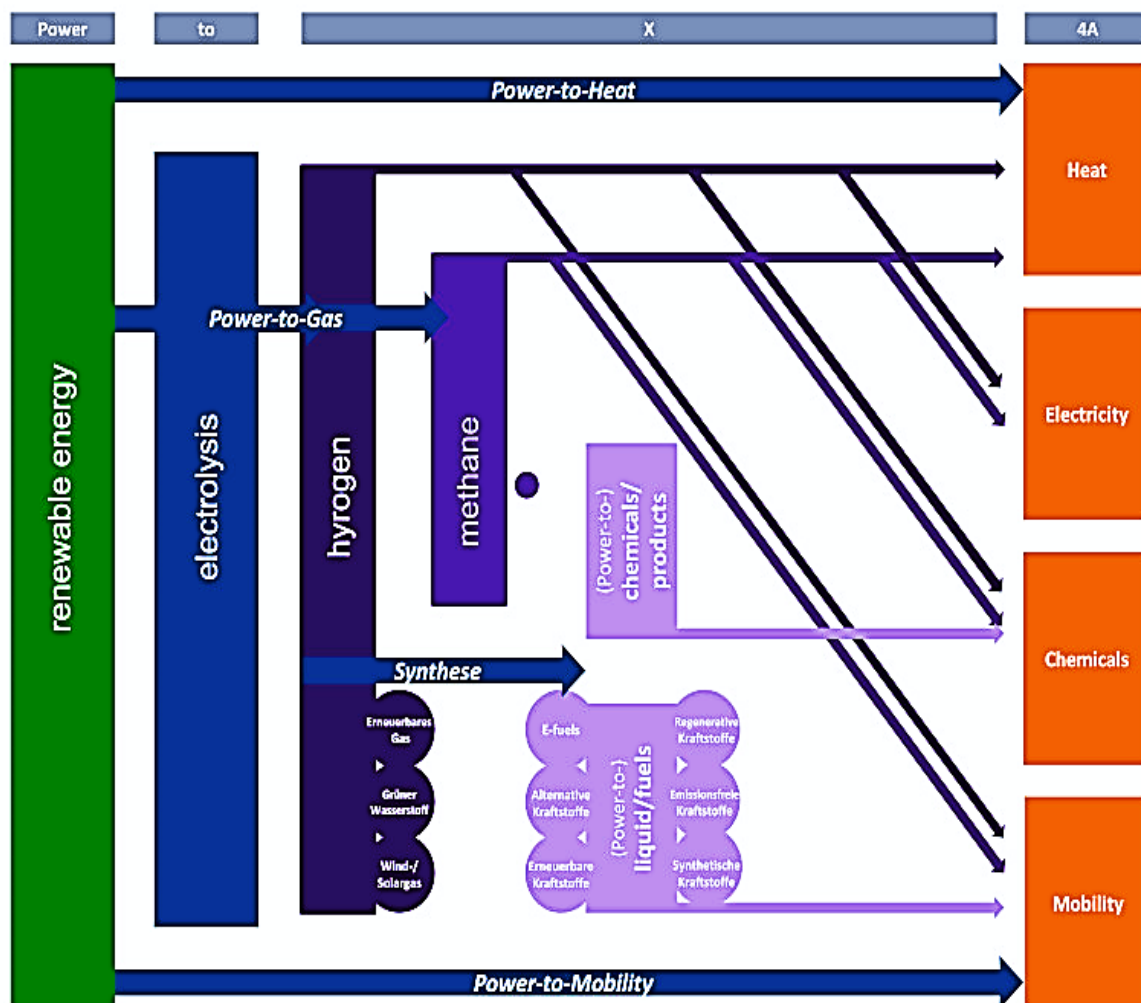 Power
to
X
4A
Power-to-Heat
Heat
renewable energy
electrolysis
hyrogen
Power-to-Gas
methane
Electricity
(Power-to-)
chemicals/
products
Chemicals
Synthese
Erneuerbares
Gas
Grüner
Wasserstoff
Wind-/
Solargas
E-fuels
Alternative
Kraftstoffe
Erneuerbare
Kraftstoffe
(Power-to-)
liquid/fuels
Regenerative
Kraftstoffe
Emissionsfreie
Kraftstoffe
Synthetische
Kraftstoffe
Mobility
Power-to-Mobility